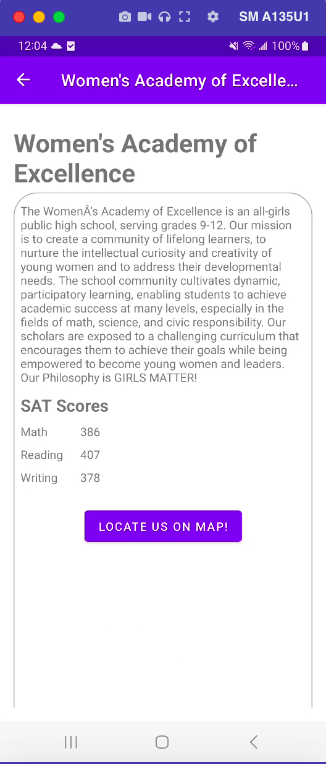 SM A135U1
12:04 100%
Women's Academy of Excelle...
Women's Academy of
Excellence
The WomenÂ's Academy of Excellence is an all-girls
public high school, serving grades 9-12. Our mission
is to create a community of lifelong learners, to
nurture the intellectual curiosity and creativity of
young women and to address their developmental
needs. The school community cultivates dynamic,
participatory learning, enabling students to achieve
academic success at many levels, especially in the
fields of math, science, and civic responsibility. Our
scholars are exposed to a challenging curriculum that
encourages them to achieve their goals while being
empowered to become young women and leaders.
Our Philosophy is GIRLS MATTER!
SAT Scores
Math 386
Reading 407
Writing 378
LOCATE US ON MAP!